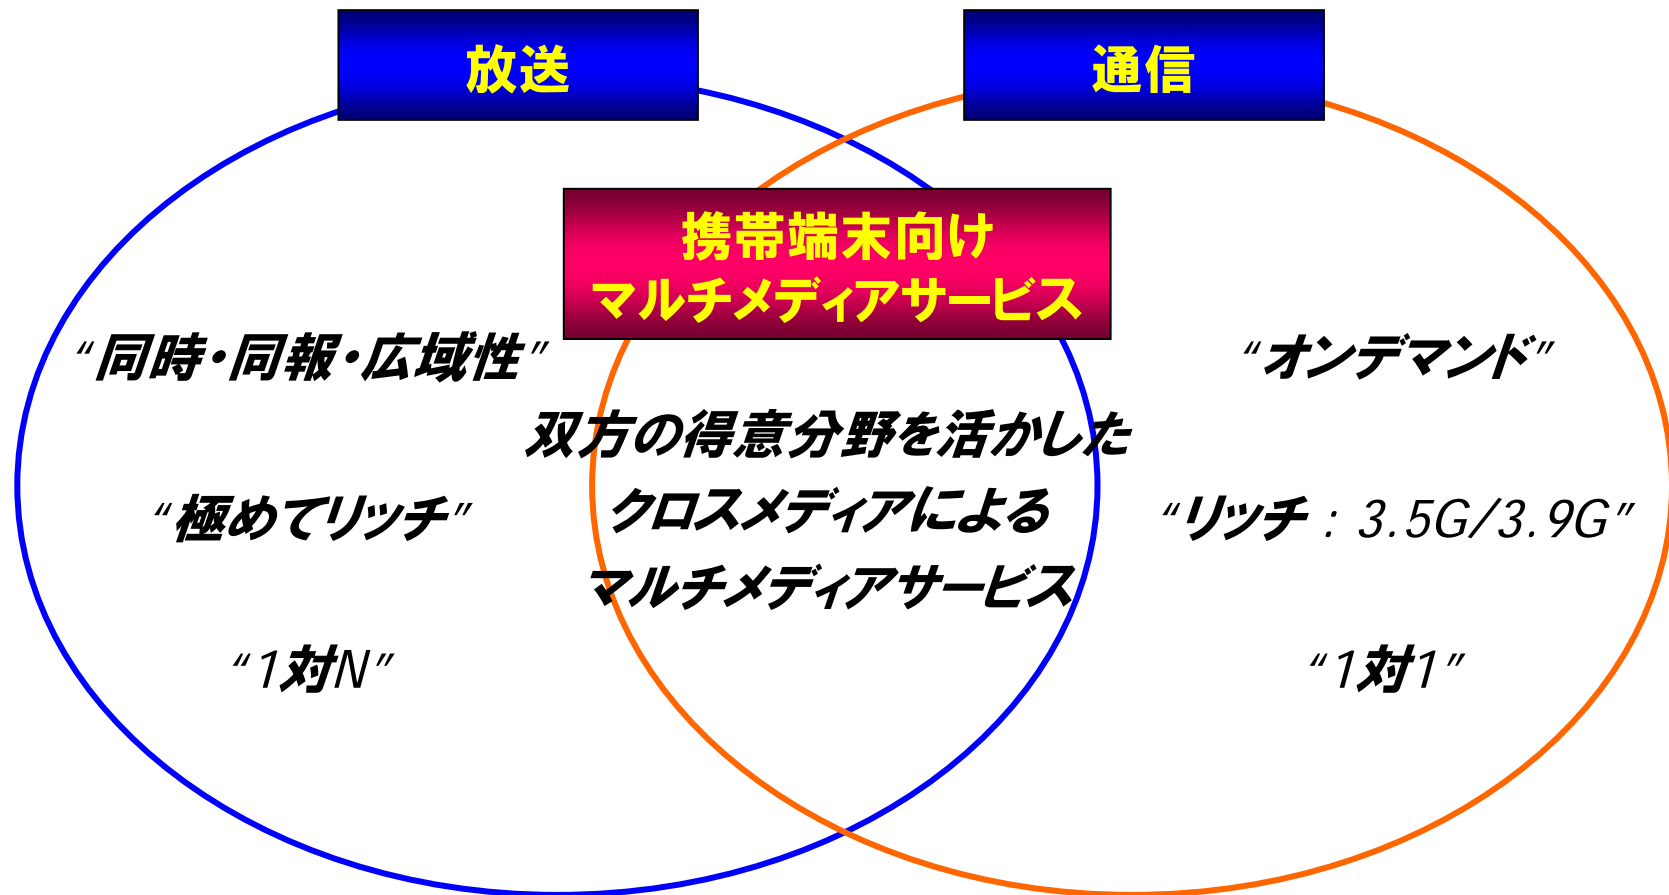 放送
通信
携帯端末向け
マルチメディアサービス
“同時・同報・広域性”
“極めてリッチ”
“1対N”
双方の得意分野を活かした
クロスメディアによる
マルチメディアサービス
“オンデマンド”
“リッチ：3.5G/3.9G”
“1対1”